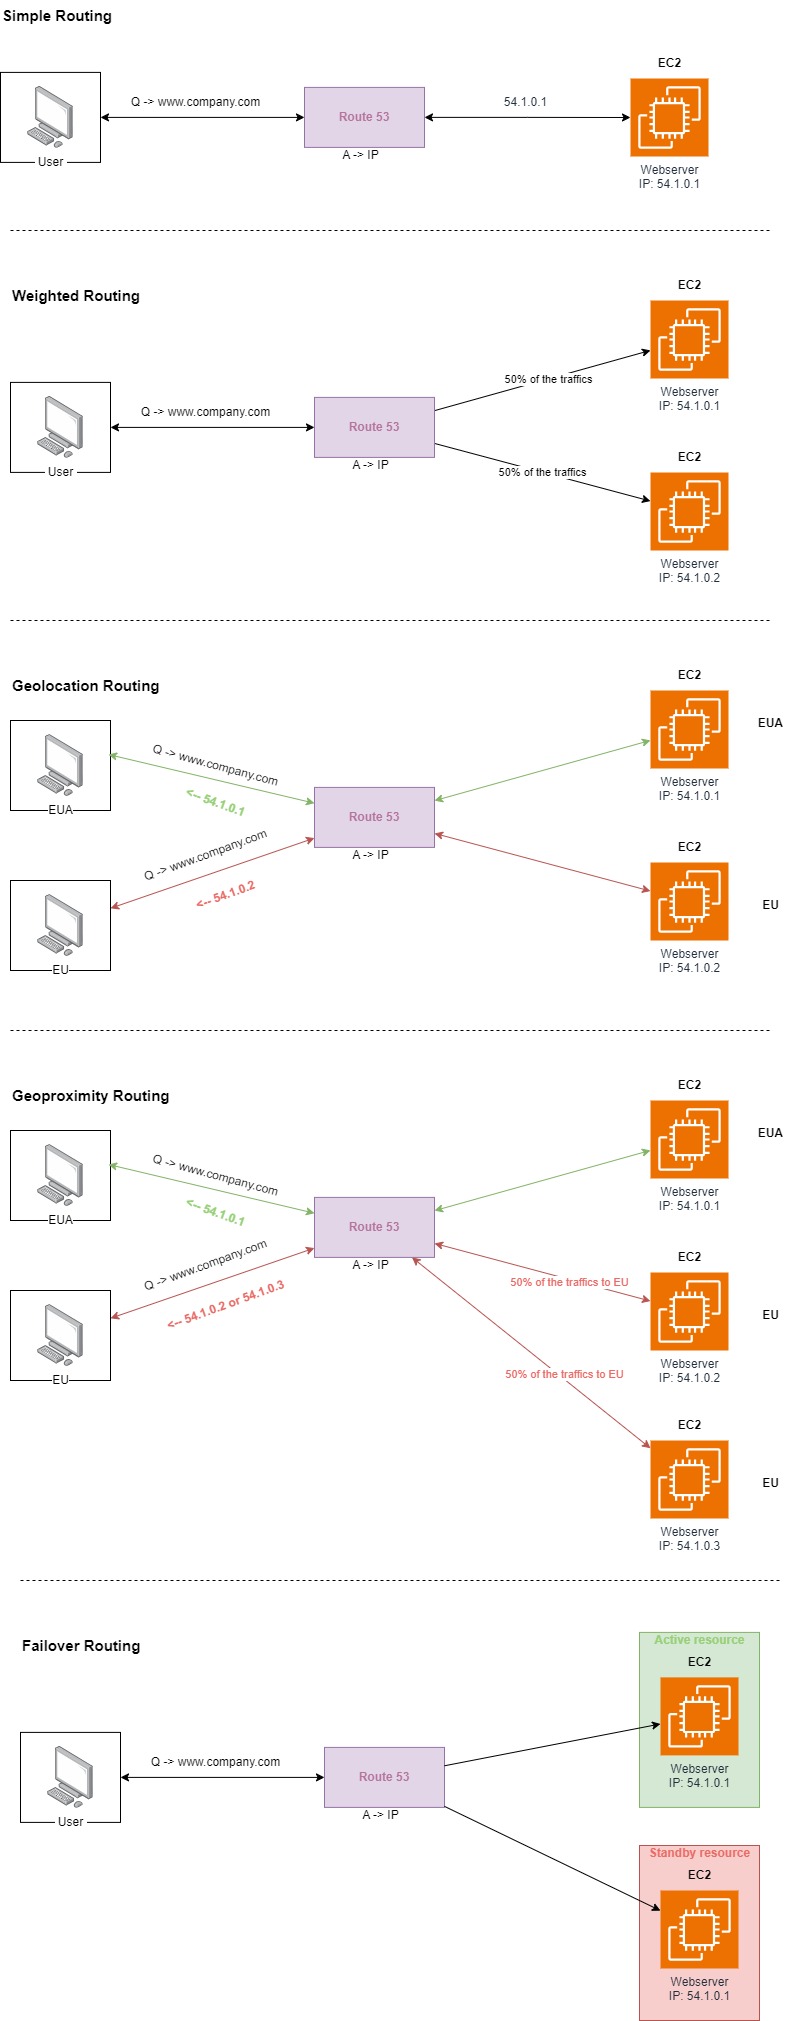 Simple Routing
EC2
Q -> www.company.com
Route 53
54.1.0.1
User
A -> IP
Webserver
IP: 54.1.0.1
Weighted Routing
EC2
50% of the traffics
Webserver
IP: 54.1.0.1
Q -> www.company.com
Route 53
User
A -> IP
EC2
50% of the traffics
Webserver
IP: 54.1.0.2
Geolocation Routing
EC2
EUA
Q -> www.company.com
<-- 54.1.0.1
EUA
Webserver
IP: 54.1.0.1
Route 53
A -> IP
Q -> www.company.com
<-- 54.1.0.2
EU
EC2
EU
Webserver
IP: 54.1.0.2
Geoproximity Routing
EC2
EUA
Q -> www.company.com
<-- 54.1.0.1
EUA
Webserver
IP: 54.1.0.1
Route 53
A -> IP
Q -> www.company.com
<-- 54.1.0.2 or 54.1.0.3
EU
EC2
50% of the traffics to EU
EU
Webserver
IP: 54.1.0.2
50% of the traffics to EU
EC2
EU
Webserver
IP: 54.1.0.3
Failover Routing
Active resource
EC2
Webserver
IP: 54.1.0.1
Q -> www.company.com
Route 53
User
A -> IP
Standby resource
EC2
Webserver
IP: 54.1.0.1